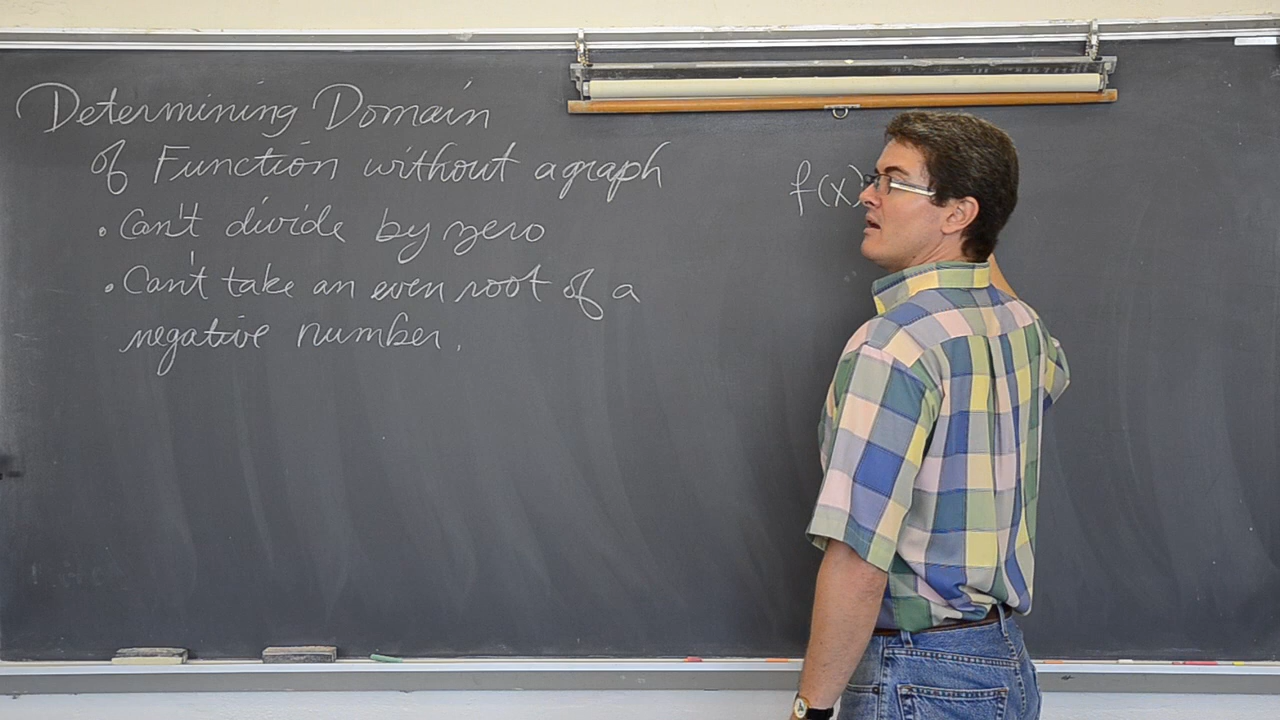 Determining Domain
of Function without a graph
• Can't divide by zero
• Can't take an even root of a
negative number.
f(x)